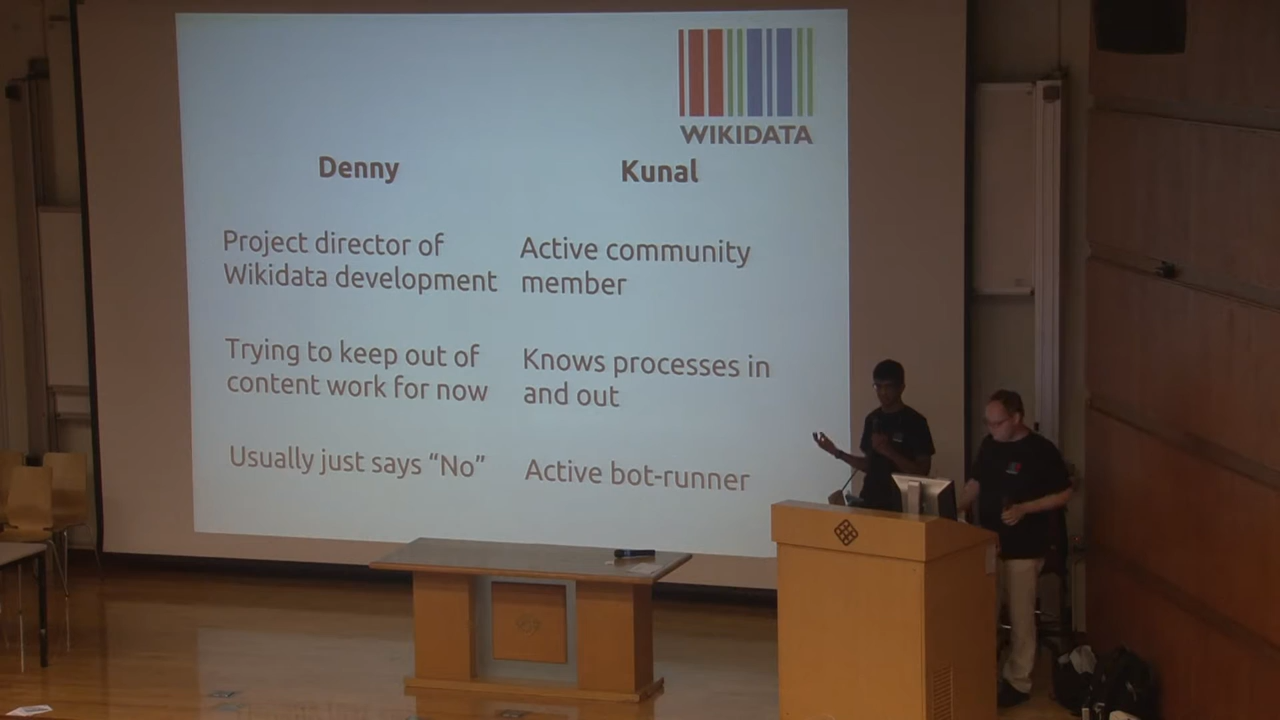 WIKIDATA
Denny
Kunal
Project director of
Wikidata development
Active community
member
Trying to keep out of
content work for now
Knows processes in
and out
Usually just says “No”
Active bot-runner